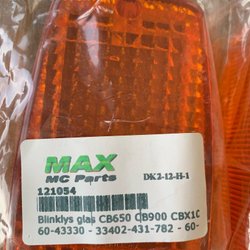 MAX
MC Parts
DK2-12-H-1
121054
Blinklys glas CB650 CB900 CBX1C
60-43330 - 33402-431-782 - 60-